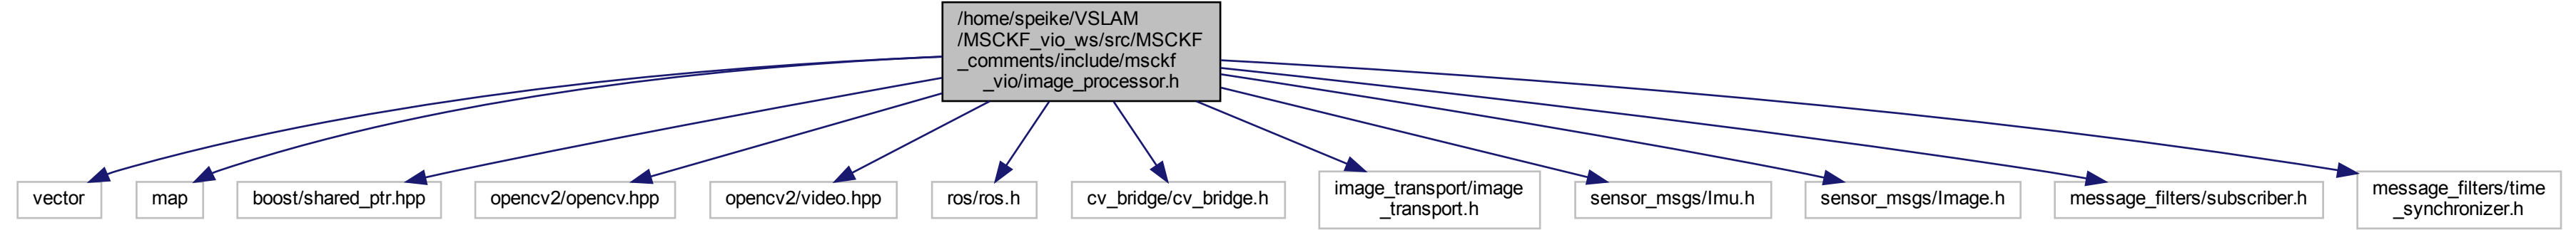 /home/speike/VSLAM
/MSCKF_vio_ws/src/MSCKF
_comments/include/msckf
_vio/image_processor.h
vector
map
boost/shared_ptr.hpp
opencv2/opencv.hpp
opencv2/video.hpp
ros/ros.h
cv_bridge/cv_bridge.h
image_transport/image
_transport.h
sensor_msgs/Imu.h
sensor_msgs/Image.h
message_filters/subscriber.h
message_filters/time
_synchronizer.h